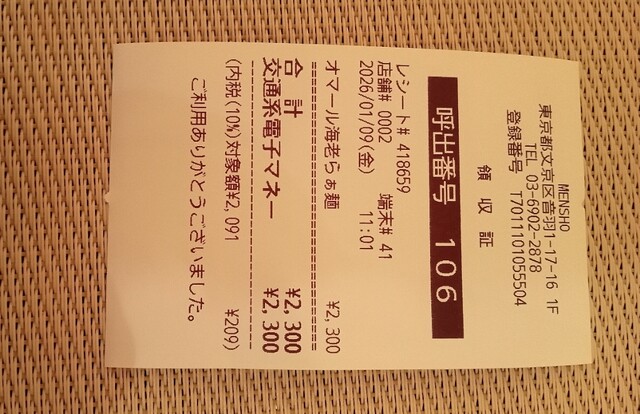 MENSHO
東京都文京区音羽1-17-16 1F
TEL 03-6902-2878
登録番号 T7011101055504
領収証
呼出番号 106
レシート# 418659 端末# 41
店舗# 0002 11:01
2026/01/09(金)
オマール海老らぁ麺 ¥2,300
================================
合 計 ¥2,300
交通系電子マネー ¥2,300
--------------------------------
(内税(10%)対象額¥2,091 ¥209)
ご利用ありがとうございました。